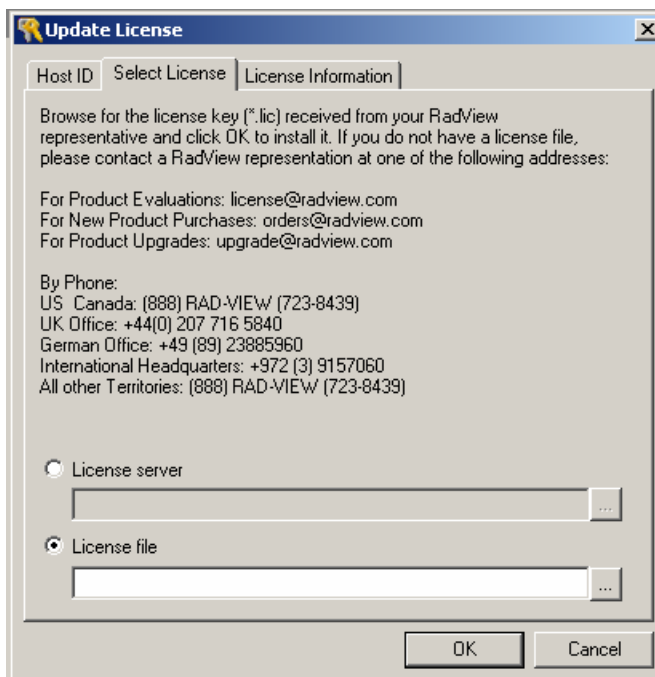 Update License
Host ID Select License License Information
Browse for the license key (*.lic) received from your RadView
representative and click OK to install it. If you do not have a license file,
please contact a RadView representation at one of the following addresses:
For Product Evaluations: license@radview.com
For New Product Purchases: orders@radview.com
For Product Upgrades: upgrade@radview.com
By Phone:
US  Canada: (888) RAD-VIEW (723-8439)
UK Office: +44(0) 207 716 5840
German Office: +49 (89) 23885960
International Headquarters: +972 (3) 9157060
All other Territories: (888) RAD-VIEW (723-8439)
License server
...
License file
...
OK Cancel